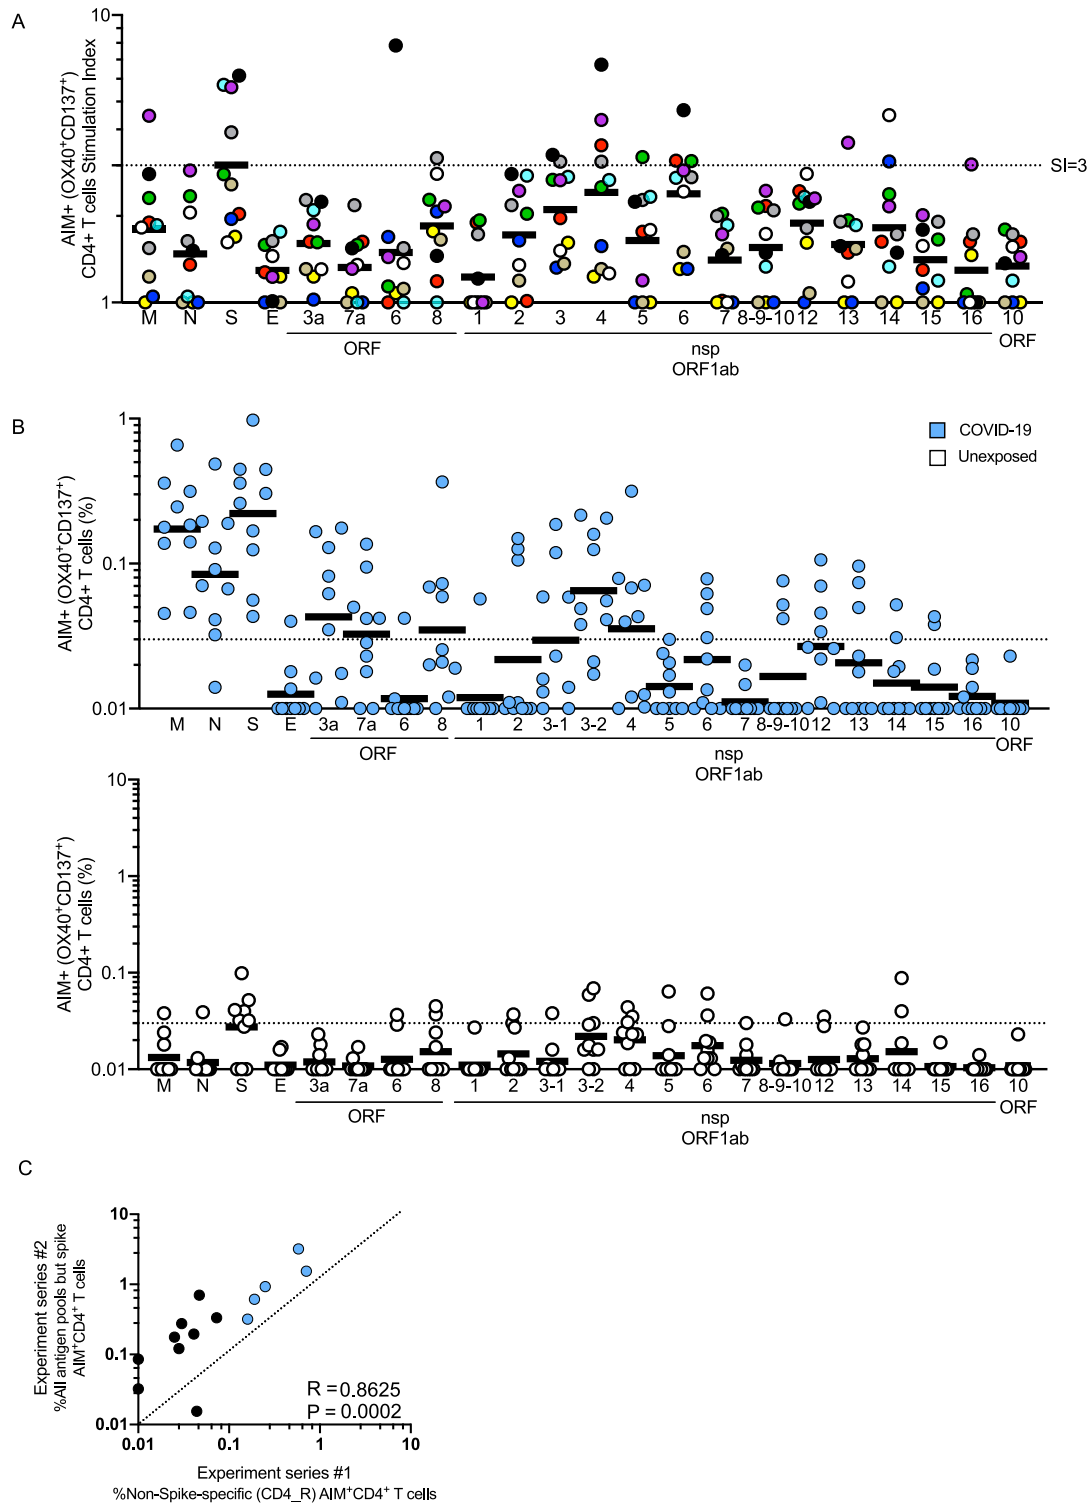 A
AIM+ (OX40+CD137+)
CD4+ T cells Stimulation Index
10
1
SI=3
M N S E 3a 7a 6 8 1 2 3 4 5 6 7 8-9-10 12 13 14 15 16 10
ORF
nsp
ORF1ab
ORF
B
AIM+ (OX40+CD137+)
CD4+ T cells (%)
1
0.1
0.01
COVID-19
Unexposed
M N S E 3a 7a 6 8 1 2 3-1 3-2 4 5 6 7 8-9-10 12 13 14 15 16 10
ORF
nsp
ORF1ab
ORF
AIM+ (OX40+CD137+)
CD4+ T cells (%)
10
1
0.1
0.01
M N S E 3a 7a 6 8 1 2 3-1 3-2 4 5 6 7 8-9-10 12 13 14 15 16 10
ORF
nsp
ORF1ab
ORF
C
Experiment series #2
%All antigen pools but spike
AIM+CD4+ T cells
10
1
0.1
0.01
R = 0.8625
P = 0.0002
0.01 0.1 1 10
Experiment series #1
%Non-Spike-specific (CD4_R) AIM+CD4+ T cells